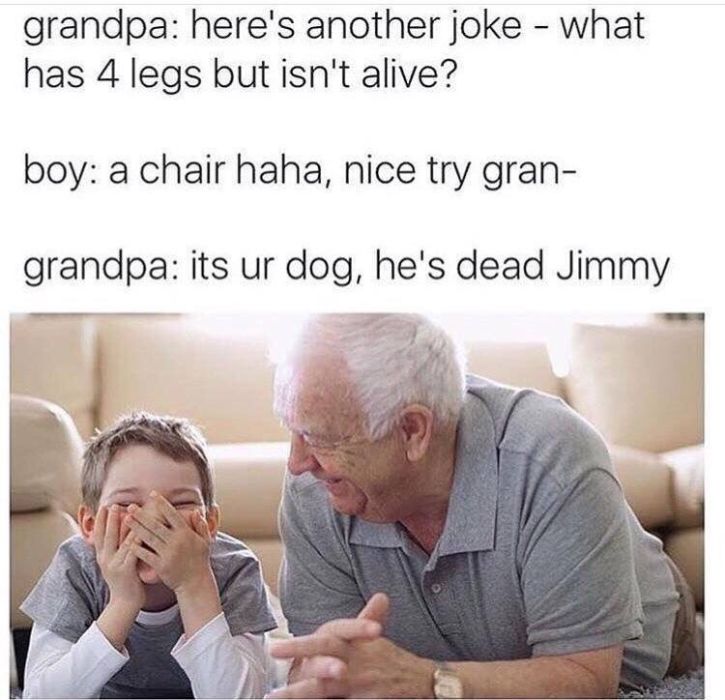 grandpa: here's another joke - what
has 4 legs but isn't alive?
boy: a chair haha, nice try gran-
grandpa: its ur dog, he's dead Jimmy